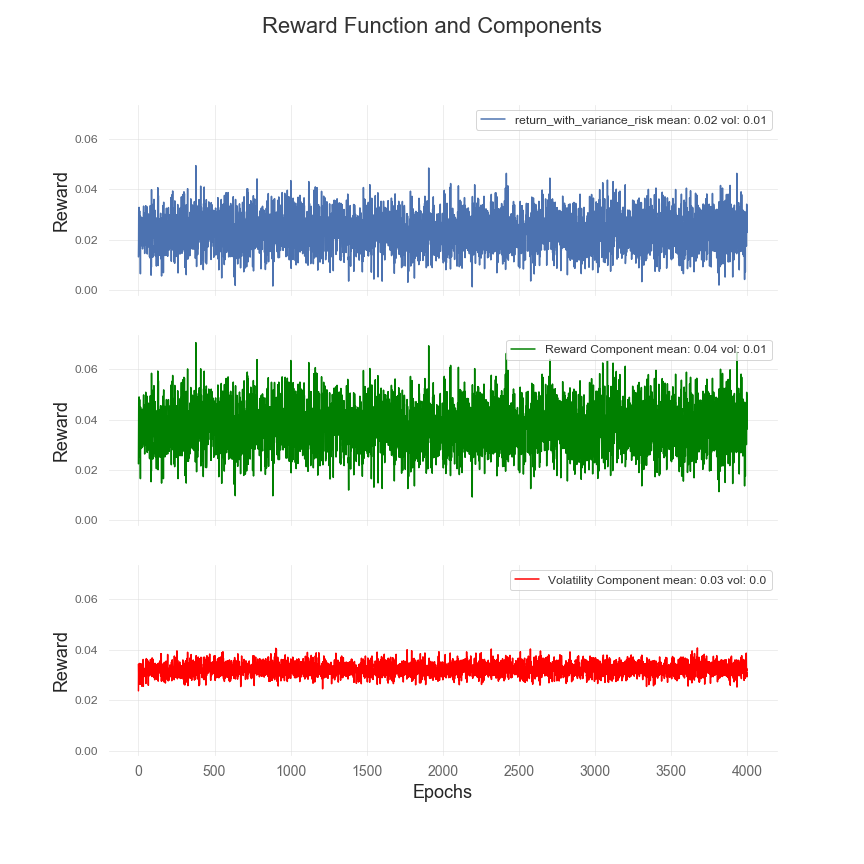 Reward Function and Components
return_with_variance_risk mean: 0.02 vol: 0.01
0.06
0.04
0.02
0.00
Reward
Reward Component mean: 0.04 vol: 0.01
0.06
0.04
0.02
0.00
Reward
Volatility Component mean: 0.03 vol: 0.0
0.06
0.04
0.02
0.00
Reward
0 500 1000 1500 2000 2500 3000 3500 4000
Epochs